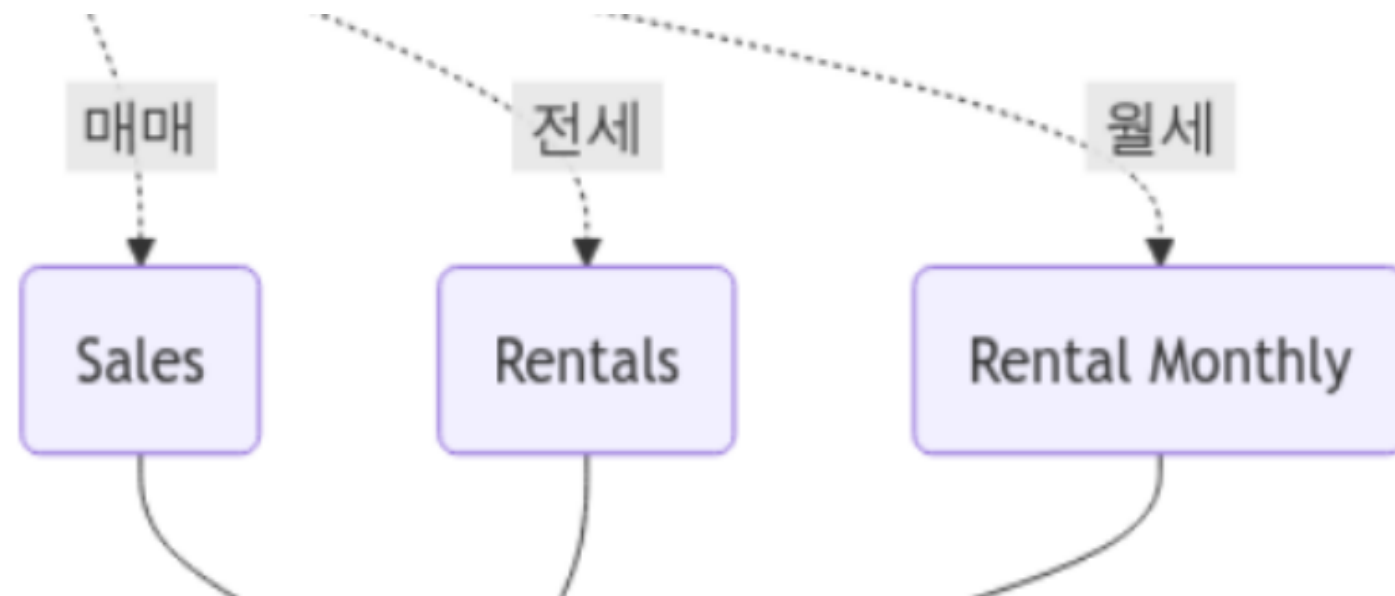 매매
전세
월세
Sales
Rentals
Rental Monthly